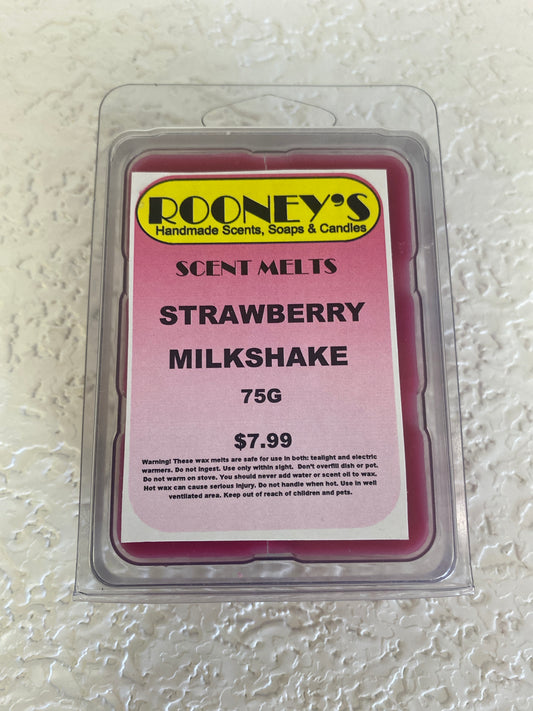 ROONEY'S
Handmade Scents, Soaps & Candles
SCENT MELTS
STRAWBERRY
MILKSHAKE
75G
$7.99
Warning! These wax melts are safe for use in both: tealight and electric
warmers. Do not ingest. Use only within sight. Don't overfill dish or pot.
Do not warm on stove. You should never add water or scent oil to wax.
Hot wax can cause serious injury. Do not handle when hot. Use in well
ventilated area. Keep out of reach of children and pets.